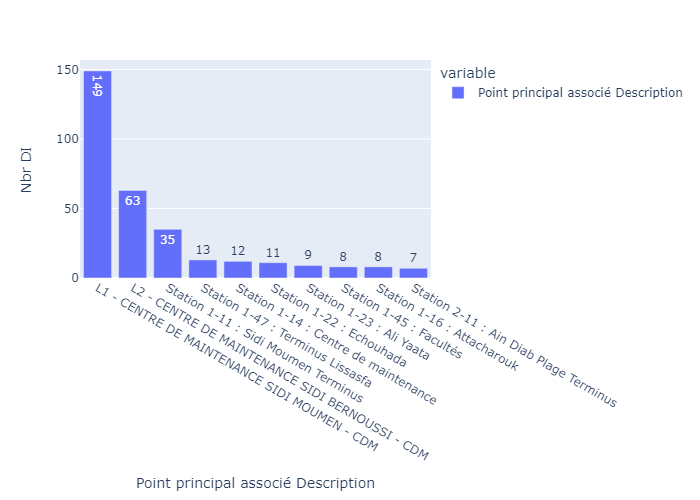 variable
Point principal associé Description
Nbr DI
150
100
50
0
149
63
35
13
12
11
9
8
8
7
L1 - CENTRE DE MAINTENANCE SIDI MOUMEN - CDM
L2 - CENTRE DE MAINTENANCE SIDI BERNOUSSI - CDM
Station 1-11 : Sidi Moumen Terminus
Station 1-47 : Terminus Lissasfa
Station 1-14 : Centre de maintenance
Station 1-22 : Echouhada
Station 1-23 : Ali Yaata
Station 1-45 : Facultés
Station 1-16 : Attacharouk
Station 2-11 : Ain Diab Plage Terminus
Point principal associé Description